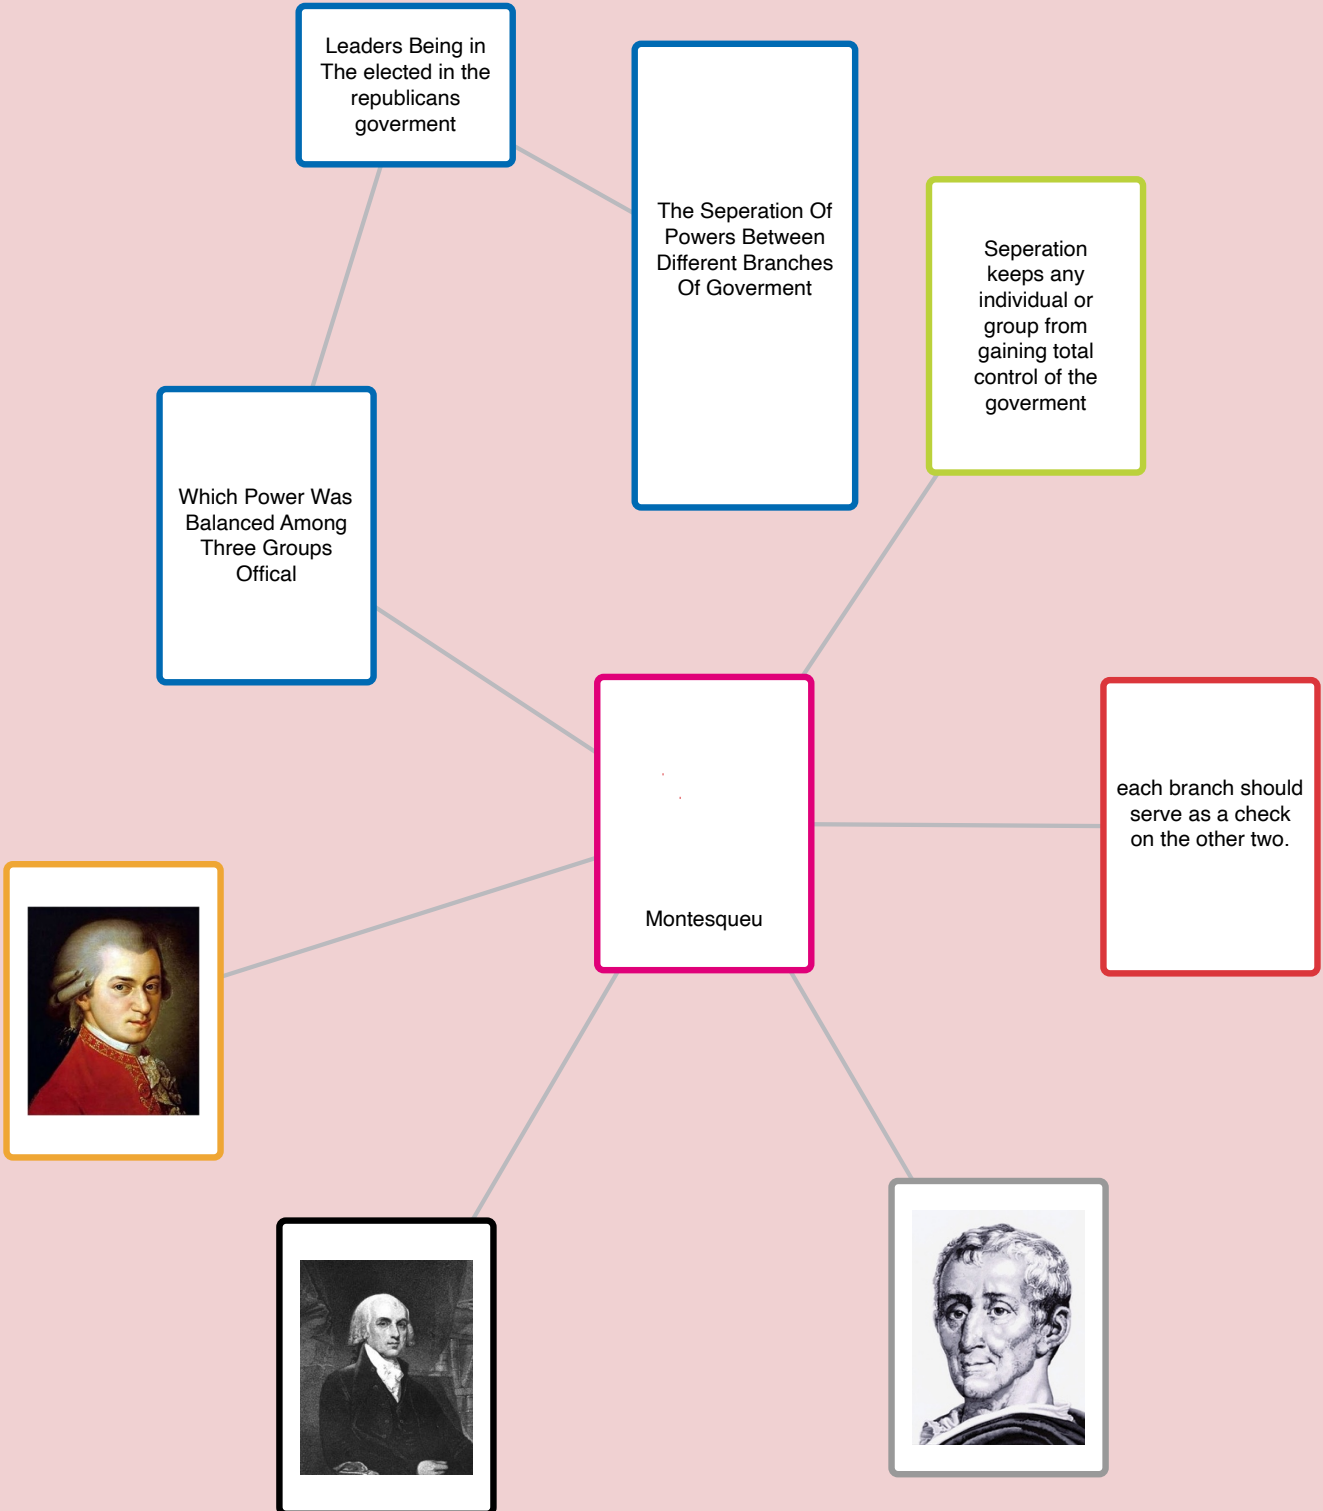 Leaders Being in
The elected in the
republicans
goverment
The Seperation Of
Powers Between
Different Branches
Of Goverment
Seperation
keeps any
individual or
group from
gaining total
control of the
goverment
Which Power Was
Balanced Among
Three Groups
Offical
each branch should
serve as a check
on the other two.
Montesqueu